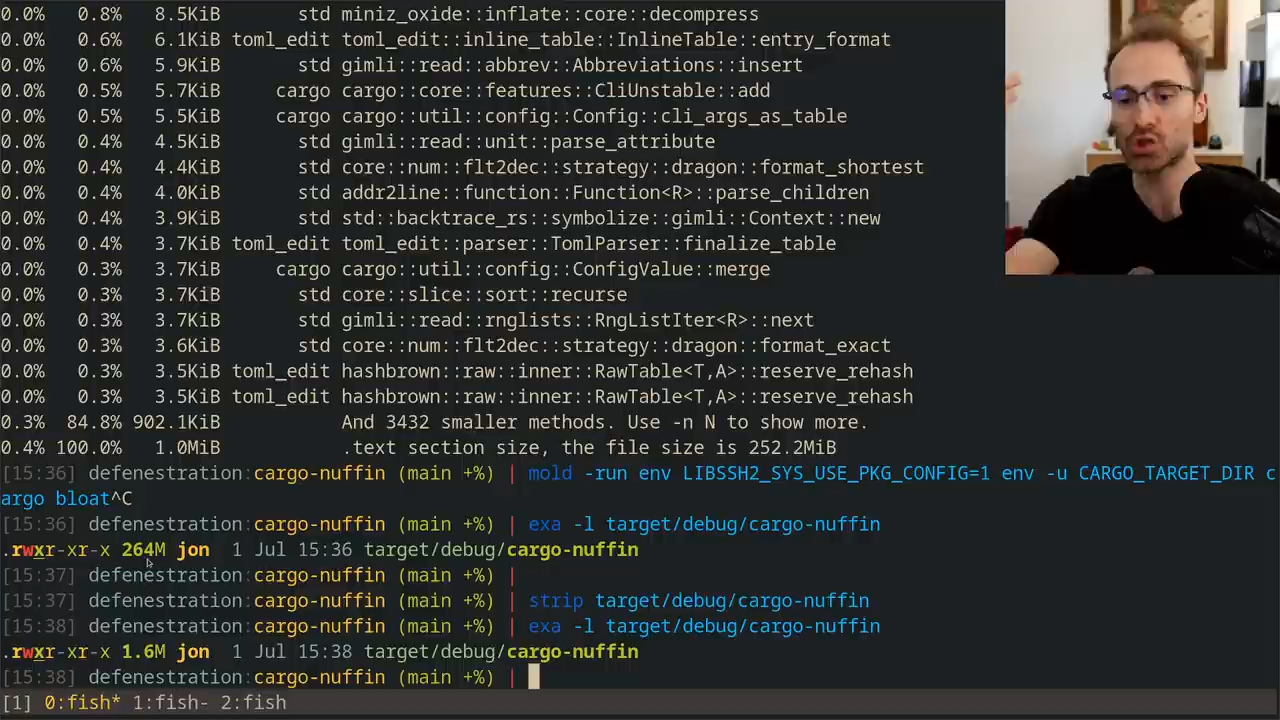 0.0% 0.8% 8.5KiB std miniz_oxide::inflate::core::decompress
0.0% 0.6% 6.1KiB toml_edit toml_edit::inline_table::InlineTable::entry_format
0.0% 0.6% 5.9KiB std gimli::read::abbrev::Abbreviations::insert
0.0% 0.5% 5.7KiB cargo cargo::core::features::CliUnstable::add
0.0% 0.5% 5.5KiB cargo cargo::util::config::Config::cli_args_as_table
0.0% 0.4% 4.5KiB std gimli::read::unit::parse_attribute
0.0% 0.4% 4.4KiB std core::num::flt2dec::strategy::dragon::format_shortest
0.0% 0.4% 4.0KiB std addr2line::function::Function<R>::parse_children
0.0% 0.4% 3.9KiB std std::backtrace_rs::symbolize::gimli::Context::new
0.0% 0.4% 3.7KiB toml_edit toml_edit::parser::TomlParser::finalize_table
0.0% 0.3% 3.7KiB cargo cargo::util::config::ConfigValue::merge
0.0% 0.3% 3.7KiB std core::slice::sort::recurse
0.0% 0.3% 3.7KiB std gimli::read::rnglists::RngListIter<R>::next
0.0% 0.3% 3.6KiB std core::num::flt2dec::strategy::dragon::format_exact
0.0% 0.3% 3.5KiB toml_edit hashbrown::raw::inner::RawTable<T,A>::reserve_rehash
0.0% 0.3% 3.5KiB toml_edit hashbrown::raw::inner::RawTable<T,A>::reserve_rehash
0.3% 84.8% 902.1KiB And 3432 smaller methods. Use -n N to show more.
0.4% 100.0% 1.0MiB .text section size, the file size is 252.2MiB
[15:36] defenestration:cargo-nuffin (main +%) | mold -run env LIBSSH2_SYS_USE_PKG_CONFIG=1 env -u CARGO_TARGET_DIR c
argo bloat^C
[15:36] defenestration:cargo-nuffin (main +%) | exa -l target/debug/cargo-nuffin
.rwxr-xr-x 264M jon 1 Jul 15:36 target/debug/cargo-nuffin
[15:37] defenestration:cargo-nuffin (main +%) |
[15:37] defenestration:cargo-nuffin (main +%) | strip target/debug/cargo-nuffin
[15:38] defenestration:cargo-nuffin (main +%) | exa -l target/debug/cargo-nuffin
.rwxr-xr-x 1.6M jon 1 Jul 15:38 target/debug/cargo-nuffin
[15:38] defenestration:cargo-nuffin (main +%) |
[1] 0:fish* 1:fish- 2:fish